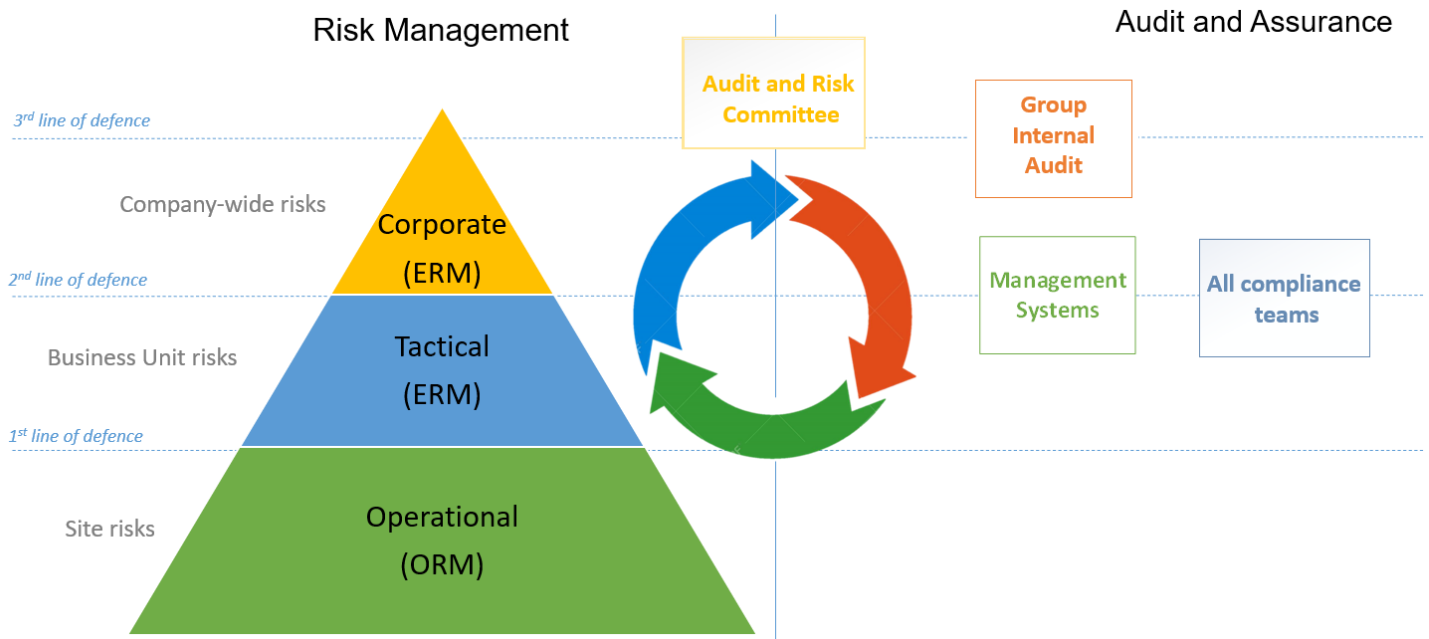 Risk Management
Audit and Assurance
Audit and Risk
Committee
Group
Internal
Audit
3rd line of defence
Company-wide risks
Corporate
(ERM)
2nd line of defence
Management
Systems
All compliance
teams
Business Unit risks
Tactical
(ERM)
1st line of defence
Site risks
Operational
(ORM)